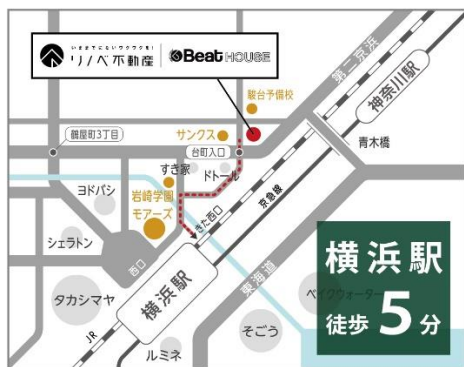 いままでにないワクワクを!
リノベ不動産
Beat HOUSE
第二京浜
神奈川駅
駿台予備校
鶴屋町3丁目
サンクス
台町入口
青木橋
すき家
ドトール
ヨドバシ
岩崎学園
モアーズ
きた西口
京急線
シェラトン
西口
東海道
横浜駅
タカシマヤ
ベイクォーター
そごう
JR
ルミネ
横浜駅
徒歩5分